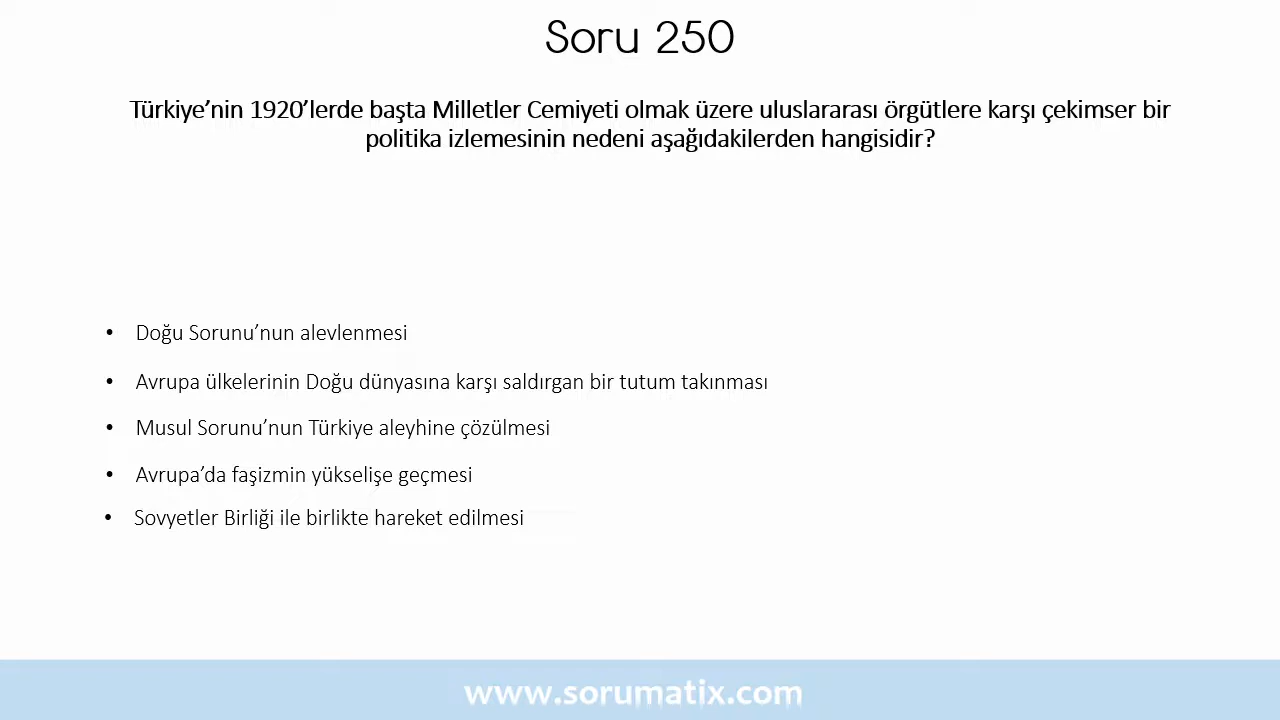 Soru 250
Türkiye’nin 1920’lerde başta Milletler Cemiyeti olmak üzere uluslararası örgütlere karşı çekimser bir
politika izlemesinin nedeni aşağıdakilerden hangisidir?
• Doğu Sorunu’nun alevlenmesi
• Avrupa ülkelerinin Doğu dünyasına karşı saldırgan bir tutum takınması
• Musul Sorunu’nun Türkiye aleyhine çözülmesi
• Avrupa’da faşizmin yükselişe geçmesi
• Sovyetler Birliği ile birlikte hareket edilmesi
www.sorumatix.com